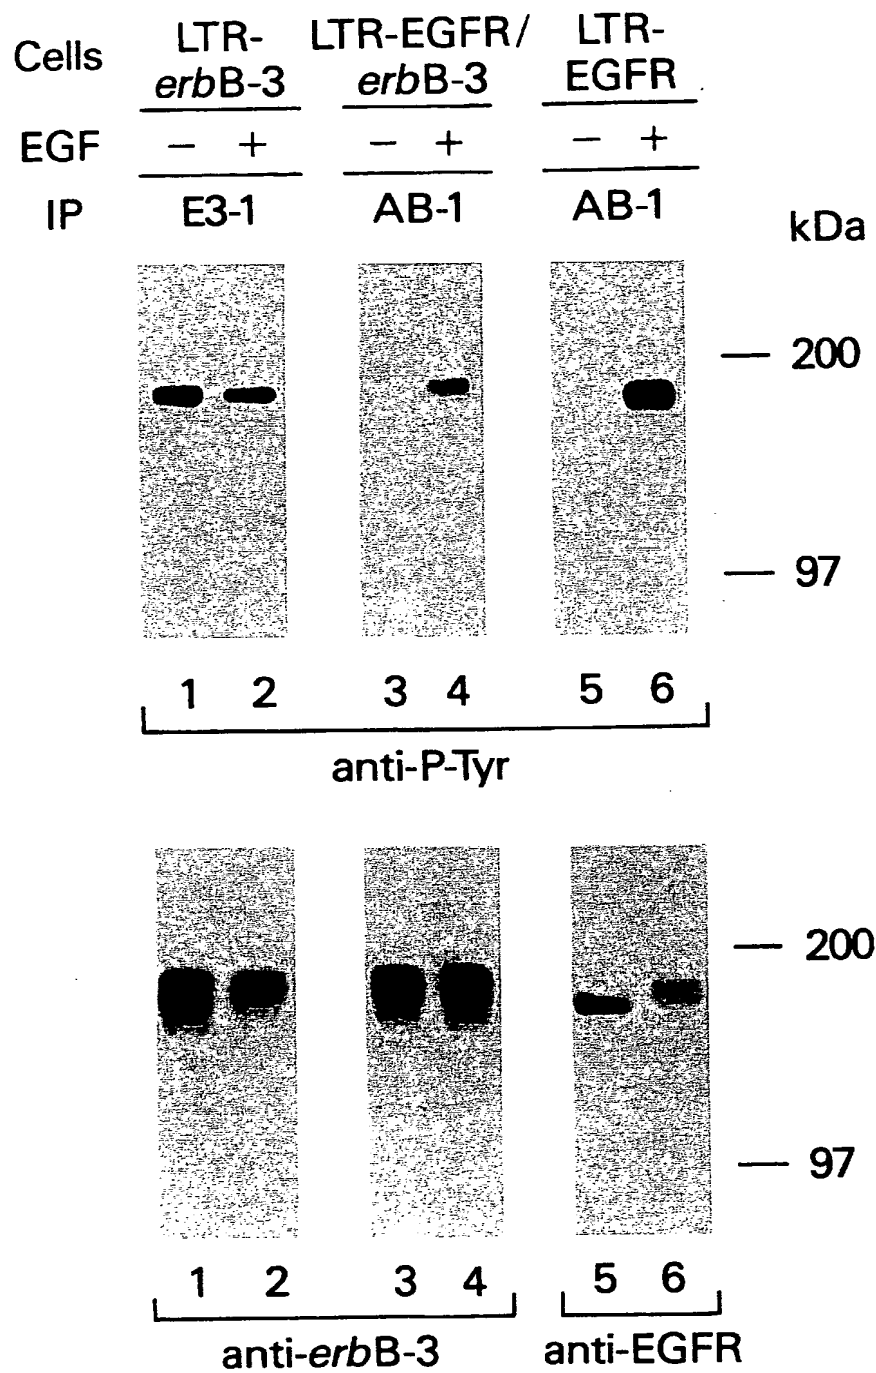 Cells LTR-erbB-3 LTR-EGFR/erbB-3 LTR-EGFR
EGF − + − + − +
IP E3-1 AB-1 AB-1
kDa
200
97
1 2 3 4 5 6
anti-P-Tyr
200
97
1 2 3 4 5 6
anti-erbB-3 anti-EGFR